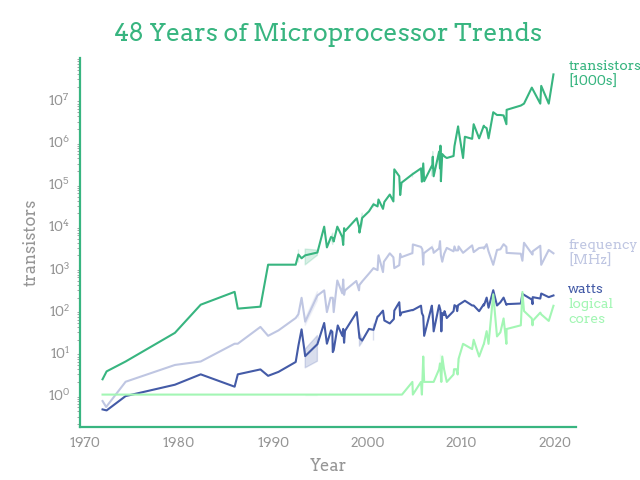 48 Years of Microprocessor Trends
transistors
[1000s]
10⁷
10⁶
10⁵
10⁴
10³
10²
10¹
10⁰
transistors
frequency
[MHz]
watts
logical
cores
1970 1980 1990 2000 2010 2020
Year